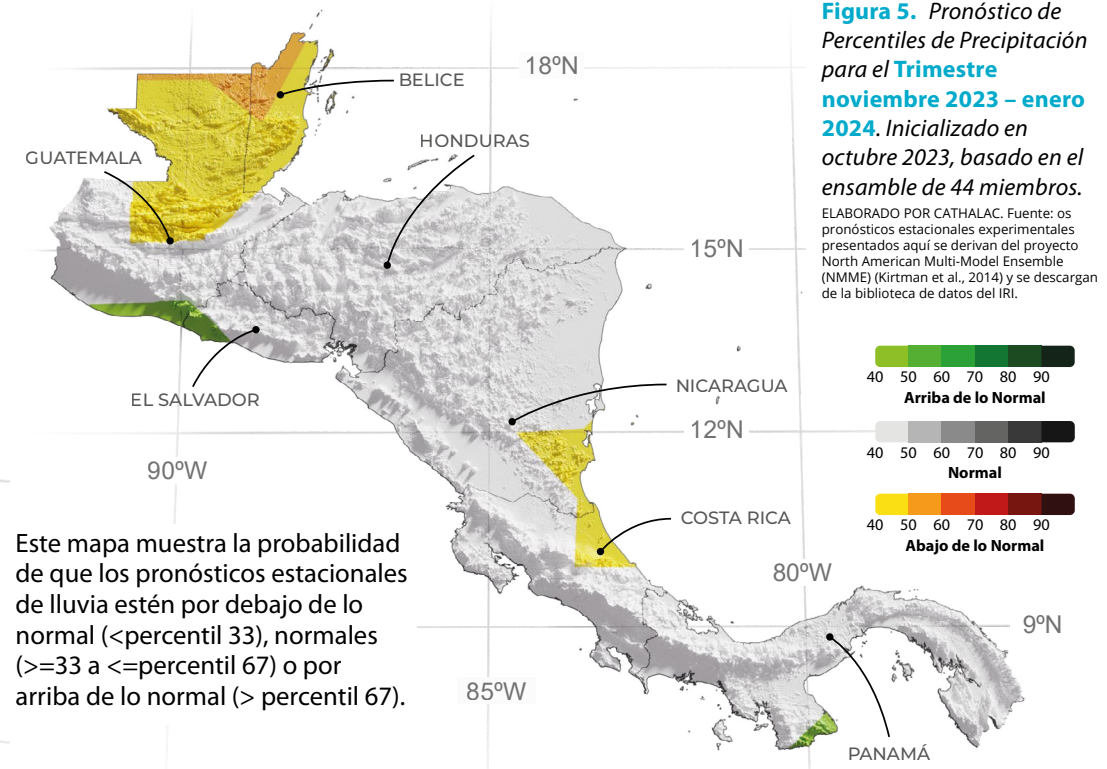 Figura 5. Pronóstico de
Percentiles de Precipitación
para el Trimestre
noviembre 2023 – enero
2024. Inicializado en
octubre 2023, basado en el
ensamble de 44 miembros.
ELABORADO POR CATHALAC. Fuente: os
pronósticos estacionales experimentales
presentados aquí se derivan del proyecto
North American Multi-Model Ensemble
(NMME) (Kirtman et al., 2014) y se descargan
de la biblioteca de datos del IRI.
18ºN
BELICE
HONDURAS
GUATEMALA
15ºN
EL SALVADOR
NICARAGUA
12ºN
90ºW
COSTA RICA
80ºW
9ºN
85ºW
PANAMÁ
40 50 60 70 80 90
Arriba de lo Normal
40 50 60 70 80 90
Normal
40 50 60 70 80 90
Abajo de lo Normal
Este mapa muestra la probabilidad
de que los pronósticos estacionales
de lluvia estén por debajo de lo
normal (<percentil 33), normales
(>=33 a <=percentil 67) o por
arriba de lo normal (> percentil 67).